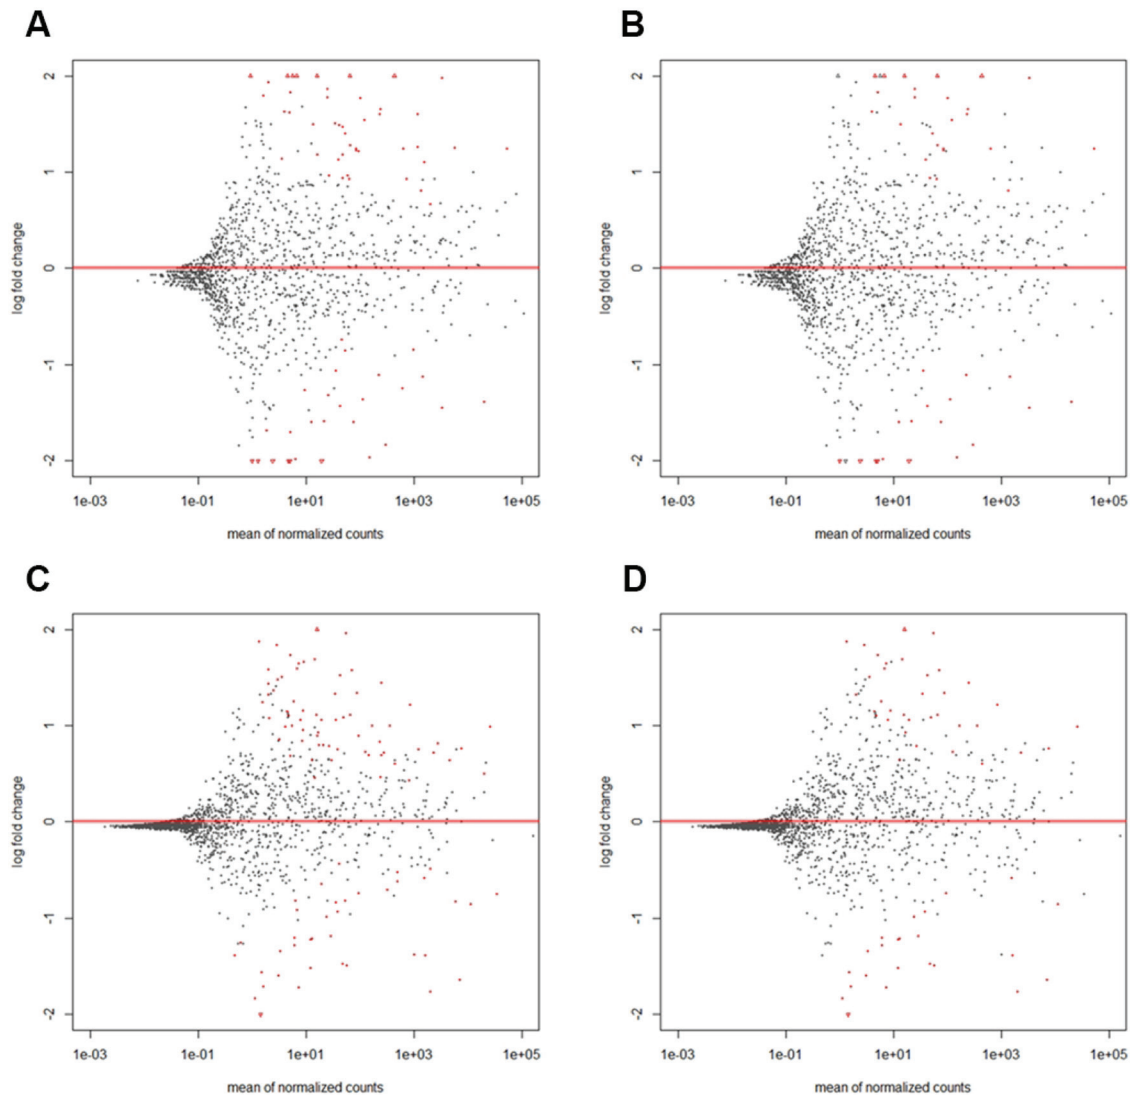 A
B
2
1
0
-1
-2
log fold change
1e-03
1e-01
1e+01
1e+03
1e+05
mean of normalized counts
2
1
0
-1
-2
log fold change
1e-03
1e-01
1e+01
1e+03
1e+05
mean of normalized counts
C
D
2
1
0
-1
-2
log fold change
1e-03
1e-01
1e+01
1e+03
1e+05
mean of normalized counts
2
1
0
-1
-2
log fold change
1e-03
1e-01
1e+01
1e+03
1e+05
mean of normalized counts